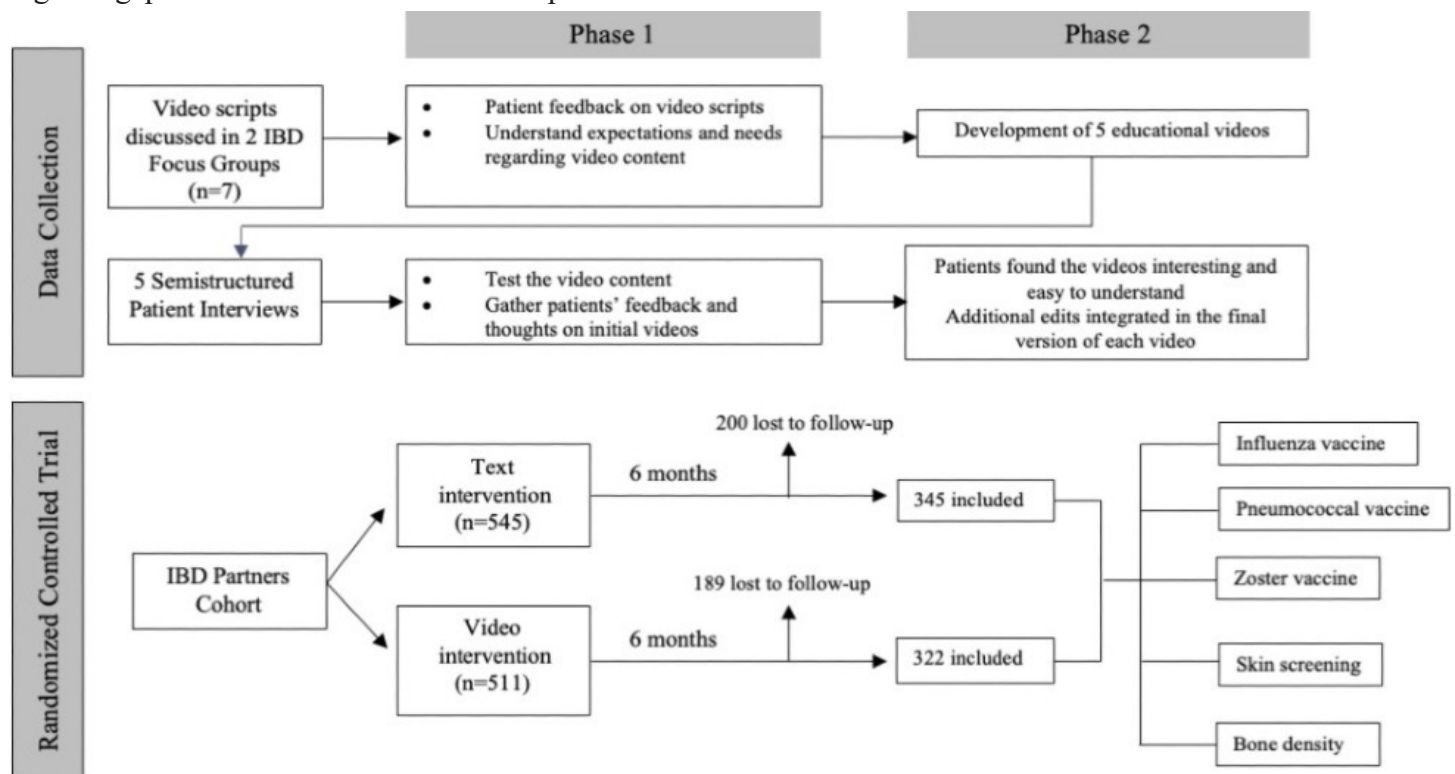 Phase 1
Phase 2
Data Collection
Video scripts
discussed in 2 IBD
Focus Groups
(n=7)
• Patient feedback on video scripts
• Understand expectations and needs
regarding video content
Development of 5 educational videos
5 Semistructured
Patient Interviews
• Test the video content
• Gather patients' feedback and
thoughts on initial videos
Patients found the videos interesting and
easy to understand
Additional edits integrated in the final
version of each video
Randomized Controlled Trial
IBD Partners
Cohort
Text
intervention
(n=545)
6 months
200 lost to follow-up
345 included
Video
intervention
(n=511)
6 months
189 lost to follow-up
322 included
Influenza vaccine
Pneumococcal vaccine
Zoster vaccine
Skin screening
Bone density